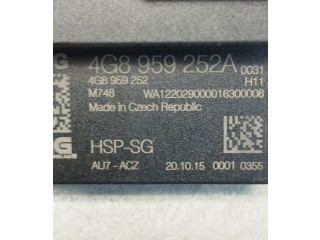 4G8 959 252A 0031
4G8 959 252 H11
M748 WA122029000016300008
Made in Czech Republic
HSP-SG
AU7-ACZ 20.10.15 0001 0355